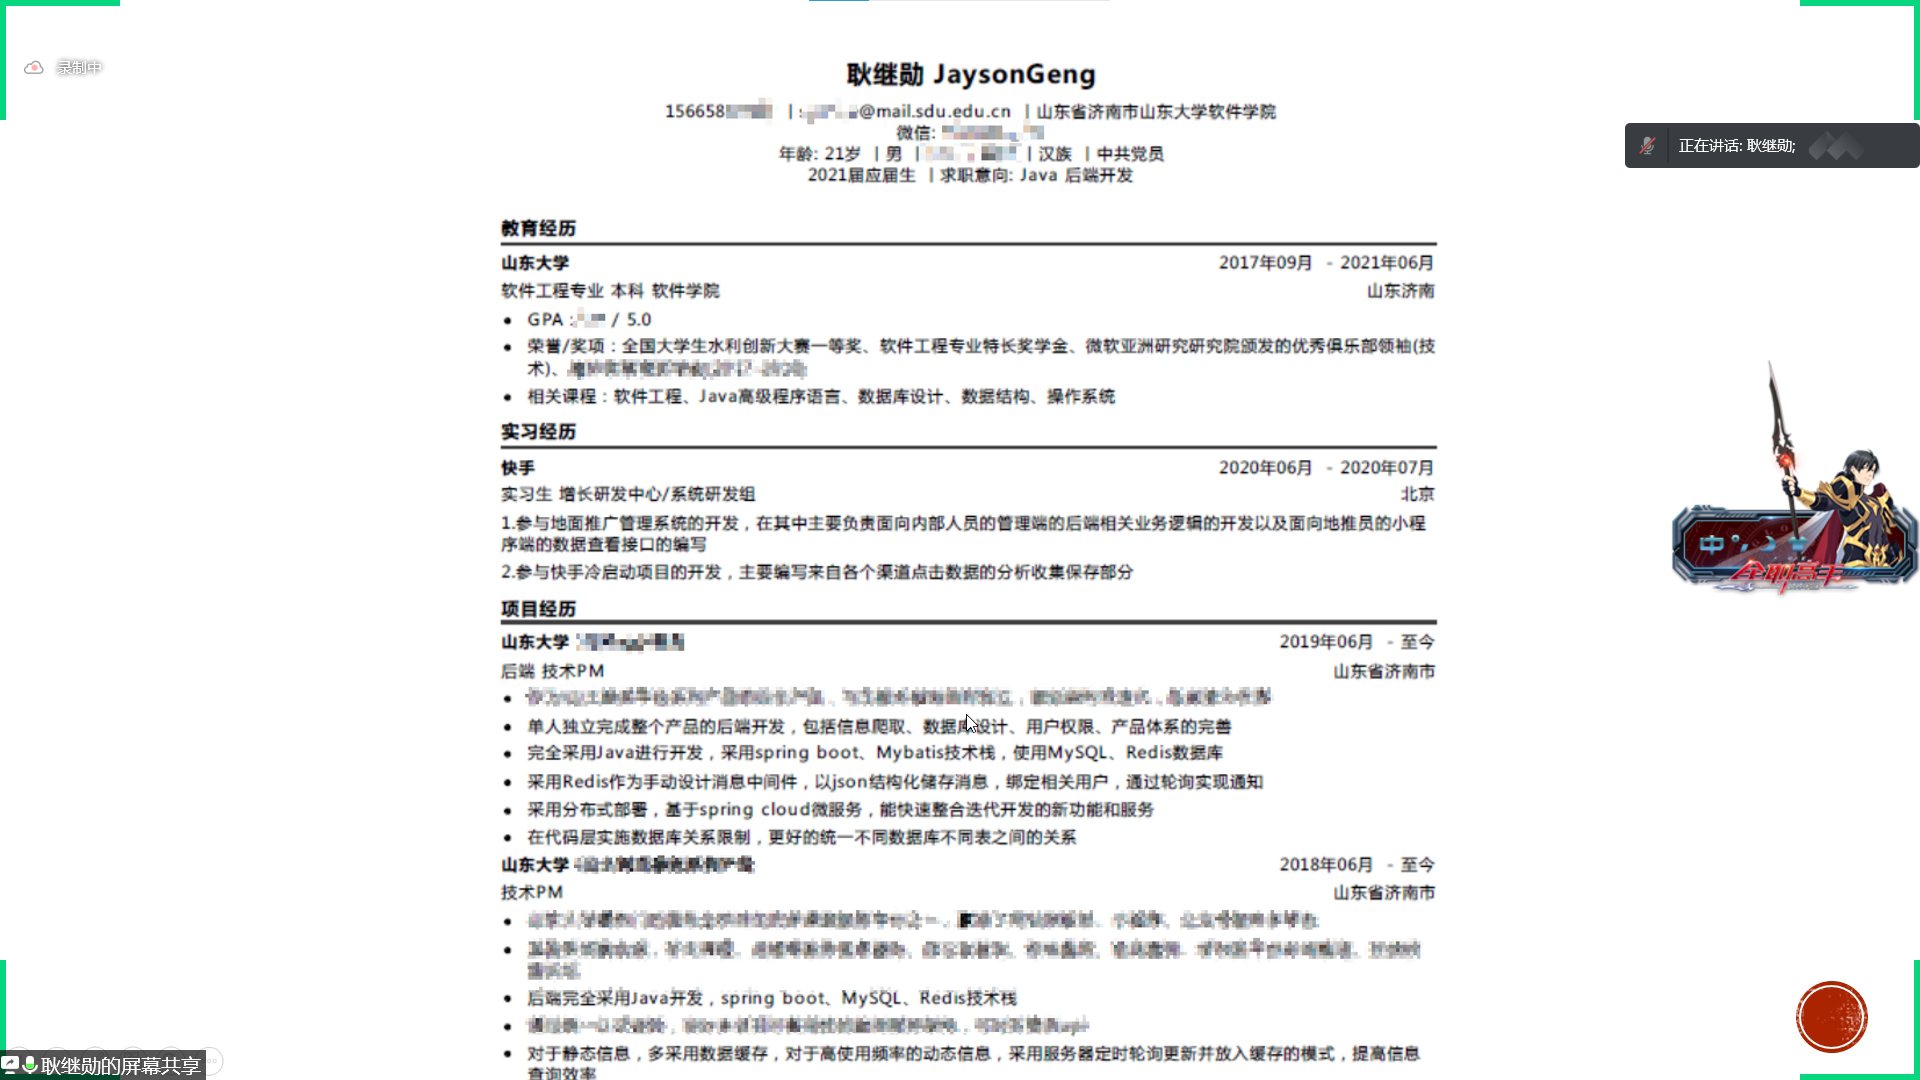 录制中
耿继勋 JaysonGeng
156658 | @mail.sdu.edu.cn | 山东省济南市山东大学软件学院
微信:
年龄: 21岁 | 男 | | 汉族 | 中共党员
2021届应届生 | 求职意向: Java 后端开发
正在讲话: 耿继勋;
教育经历
山东大学 2017年09月 - 2021年06月
软件工程专业 本科 软件学院 山东济南
• GPA : / 5.0
• 荣誉/奖项：全国大学生水利创新大赛一等奖、软件工程专业特长奖学金、微软亚洲研究研究院颁发的优秀俱乐部领袖(技
术)、
• 相关课程：软件工程、Java高级程序语言、数据库设计、数据结构、操作系统
实习经历
快手 2020年06月 - 2020年07月
实习生 增长研发中心/系统研发组 北京
1.参与地面推广管理系统的开发，在其中主要负责面向内部人员的管理端的后端相关业务逻辑的开发以及面向地推员的小程
序端的数据查看接口的编写
2.参与快手冷启动项目的开发，主要编写来自各个渠道点击数据的分析收集保存部分
中
全职高手
项目经历
山东大学 2019年06月 - 至今
后端 技术PM 山东省济南市
• 单人独立完成整个产品的后端开发，包括信息爬取、数据库设计、用户权限、产品体系的完善
• 完全采用Java进行开发，采用spring boot、Mybatis技术栈，使用MySQL、Redis数据库
• 采用Redis作为手动设计消息中间件，以json结构化储存消息，绑定相关用户，通过轮询实现通知
• 采用分布式部署，基于spring cloud微服务，能快速整合迭代开发的新功能和服务
• 在代码层实施数据库关系限制，更好的统一不同数据库不同表之间的关系
山东大学 2018年06月 - 至今
技术PM 山东省济南市
• 后端完全采用Java开发，spring boot、MySQL、Redis技术栈
• 对于静态信息，多采用数据缓存，对于高使用频率的动态信息，采用服务器定时轮询更新并放入缓存的模式，提高信息
查询效率
耿继勋的屏幕共享